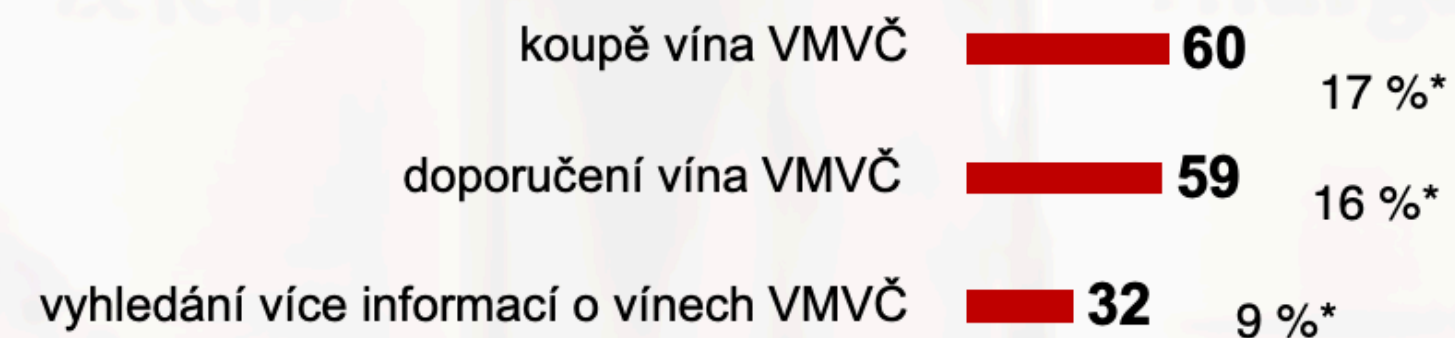 koupě vína VMVČ 60
17 %*
doporučení vína VMVČ 59
16 %*
vyhledání více informací o vínech VMVČ 32
9 %*